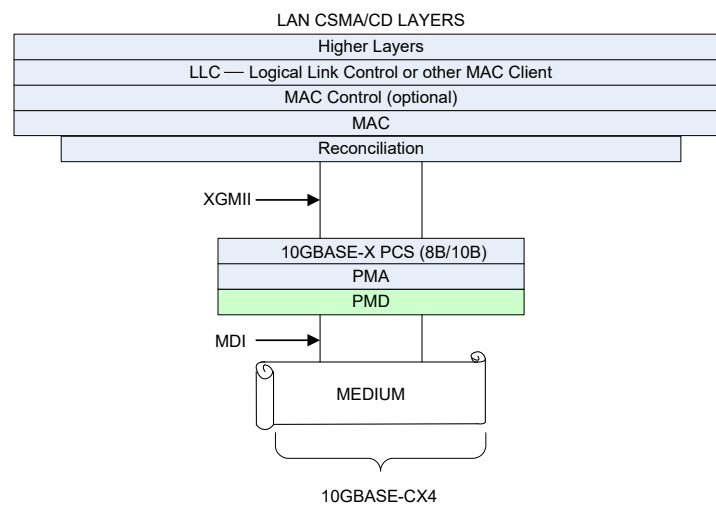 LAN CSMA/CD LAYERS
Higher Layers
LLC — Logical Link Control or other MAC Client
MAC Control (optional)
MAC
Reconciliation
XGMII
10GBASE-X PCS (8B/10B)
PMA
PMD
MDI
MEDIUM
10GBASE-CX4